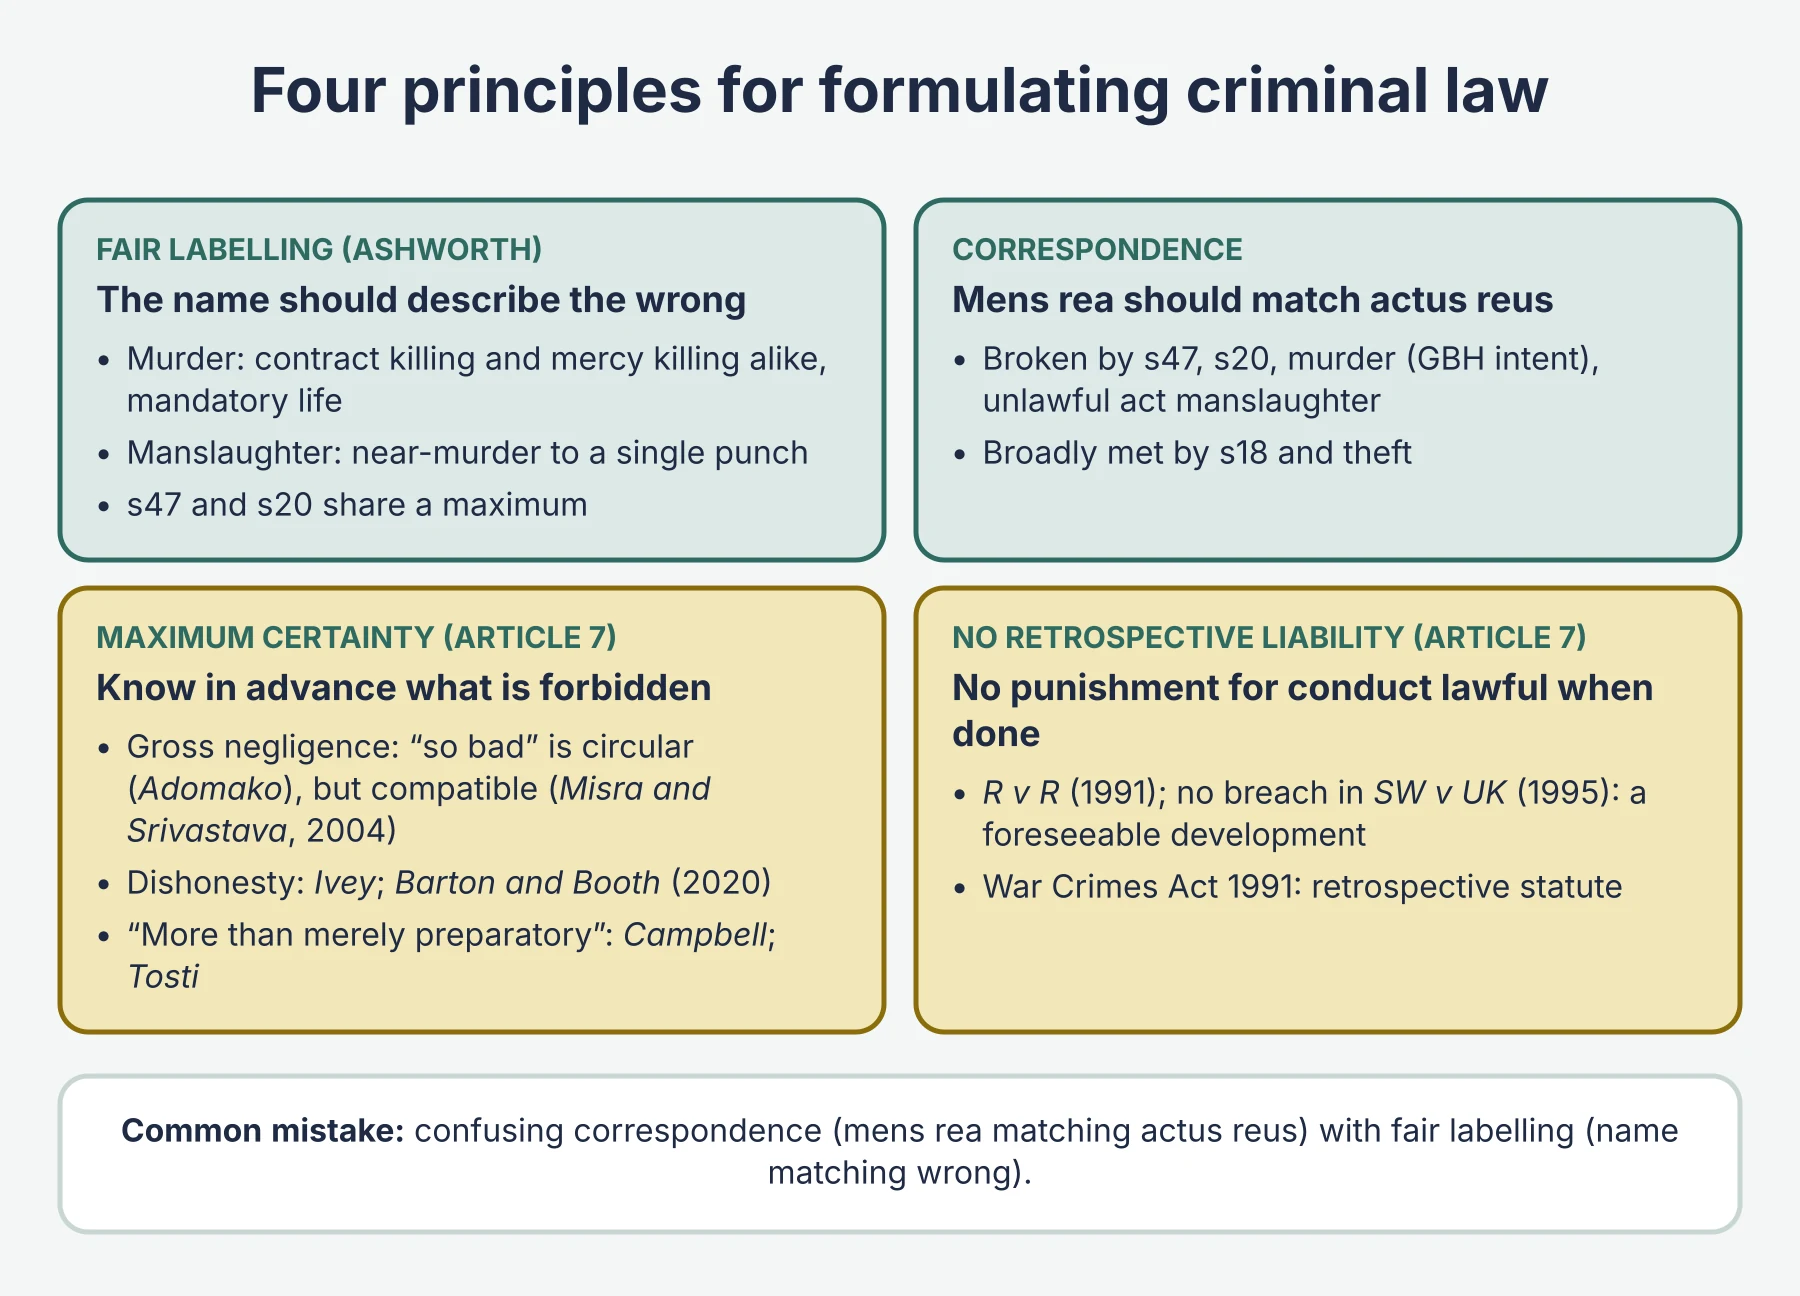 Four principles for formulating criminal law
FAIR LABELLING (ASHWORTH)
The name should describe the wrong
• Murder: contract killing and mercy killing alike,
mandatory life
• Manslaughter: near-murder to a single punch
• s47 and s20 share a maximum
CORRESPONDENCE
Mens rea should match actus reus
• Broken by s47, s20, murder (GBH intent),
unlawful act manslaughter
• Broadly met by s18 and theft
MAXIMUM CERTAINTY (ARTICLE 7)
Know in advance what is forbidden
• Gross negligence: “so bad” is circular
(Adomako), but compatible (Misra and
Srivastava, 2004)
• Dishonesty: Ivey; Barton and Booth (2020)
• “More than merely preparatory”: Campbell;
Tosti
NO RETROSPECTIVE LIABILITY (ARTICLE 7)
No punishment for conduct lawful when
done
• R v R (1991); no breach in SW v UK (1995): a
foreseeable development
• War Crimes Act 1991: retrospective statute
Common mistake: confusing correspondence (mens rea matching actus reus) with fair labelling (name
matching wrong).